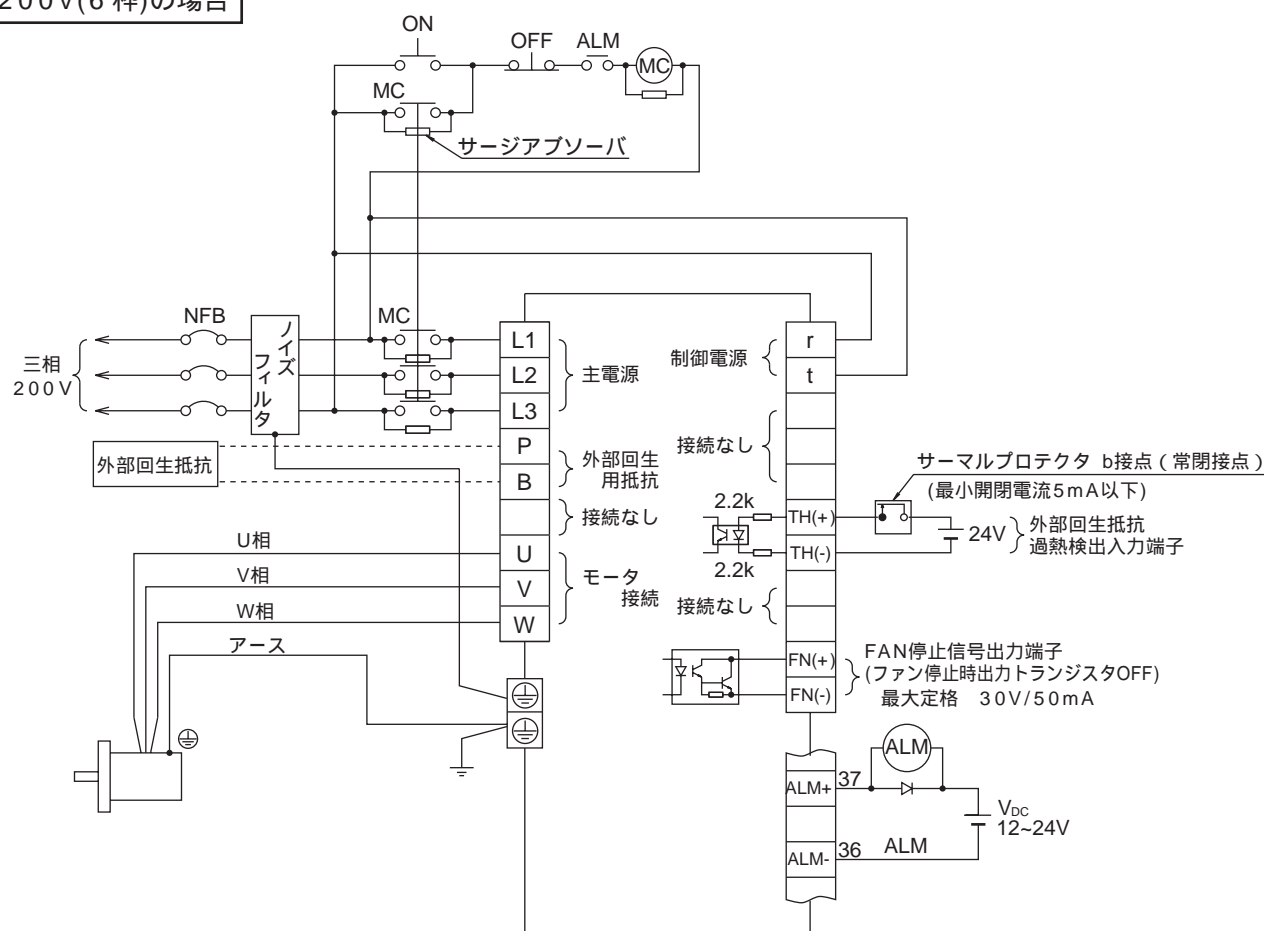 200V(6枠)の場合
ON
OFF
ALM
MC
MC
サージアブソーバ
NFB
ノイズ
フィルタ
MC
三相
200V
L1
L2
L3
主電源
P
B
外部回生
用抵抗
外部回生抵抗
接続なし
U相
V相
W相
アース
U
V
W
モータ
接続
制御電源
r
t
接続なし
2.2k
2.2k
TH(+)
TH(-)
サーマルプロテクタ b接点(常閉接点)
(最小開閉電流5mA以下)
24V
外部回生抵抗
過熱検出入力端子
接続なし
FN(+)
FN(-)
FAN停止信号出力端子
(ファン停止時出力トランジスタOFF)
最大定格 30V/50mA
ALM
ALM+
37
VDC
12~24V
ALM-
36
ALM